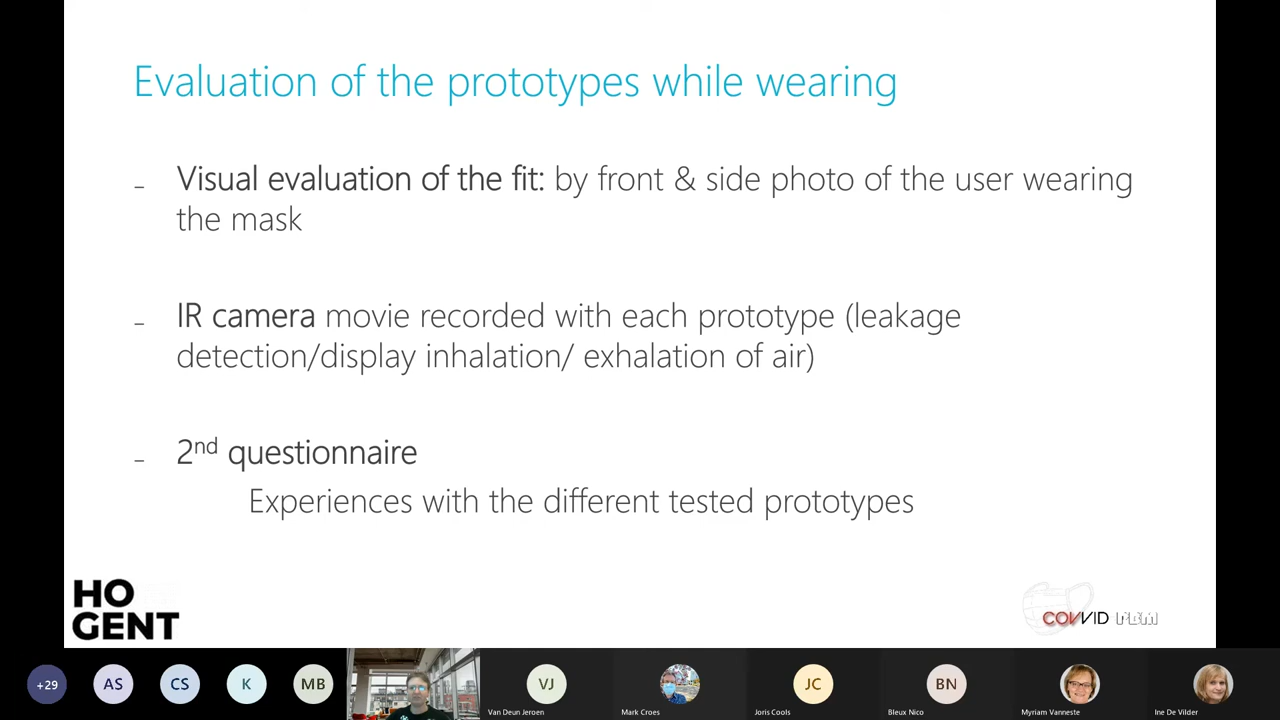 Evaluation of the prototypes while wearing
– Visual evaluation of the fit: by front & side photo of the user wearing
the mask
– IR camera movie recorded with each prototype (leakage
detection/display inhalation/ exhalation of air)
– 2nd questionnaire
Experiences with the different tested prototypes
HO
GENT
COVVID PBM
+29
AS
CS
K
MB
VJ
JC
BN
Van Deun Jeroen
Mark Croes
Joris Cools
Bleux Nico
Myriam Vanneste
Ine De Vilder